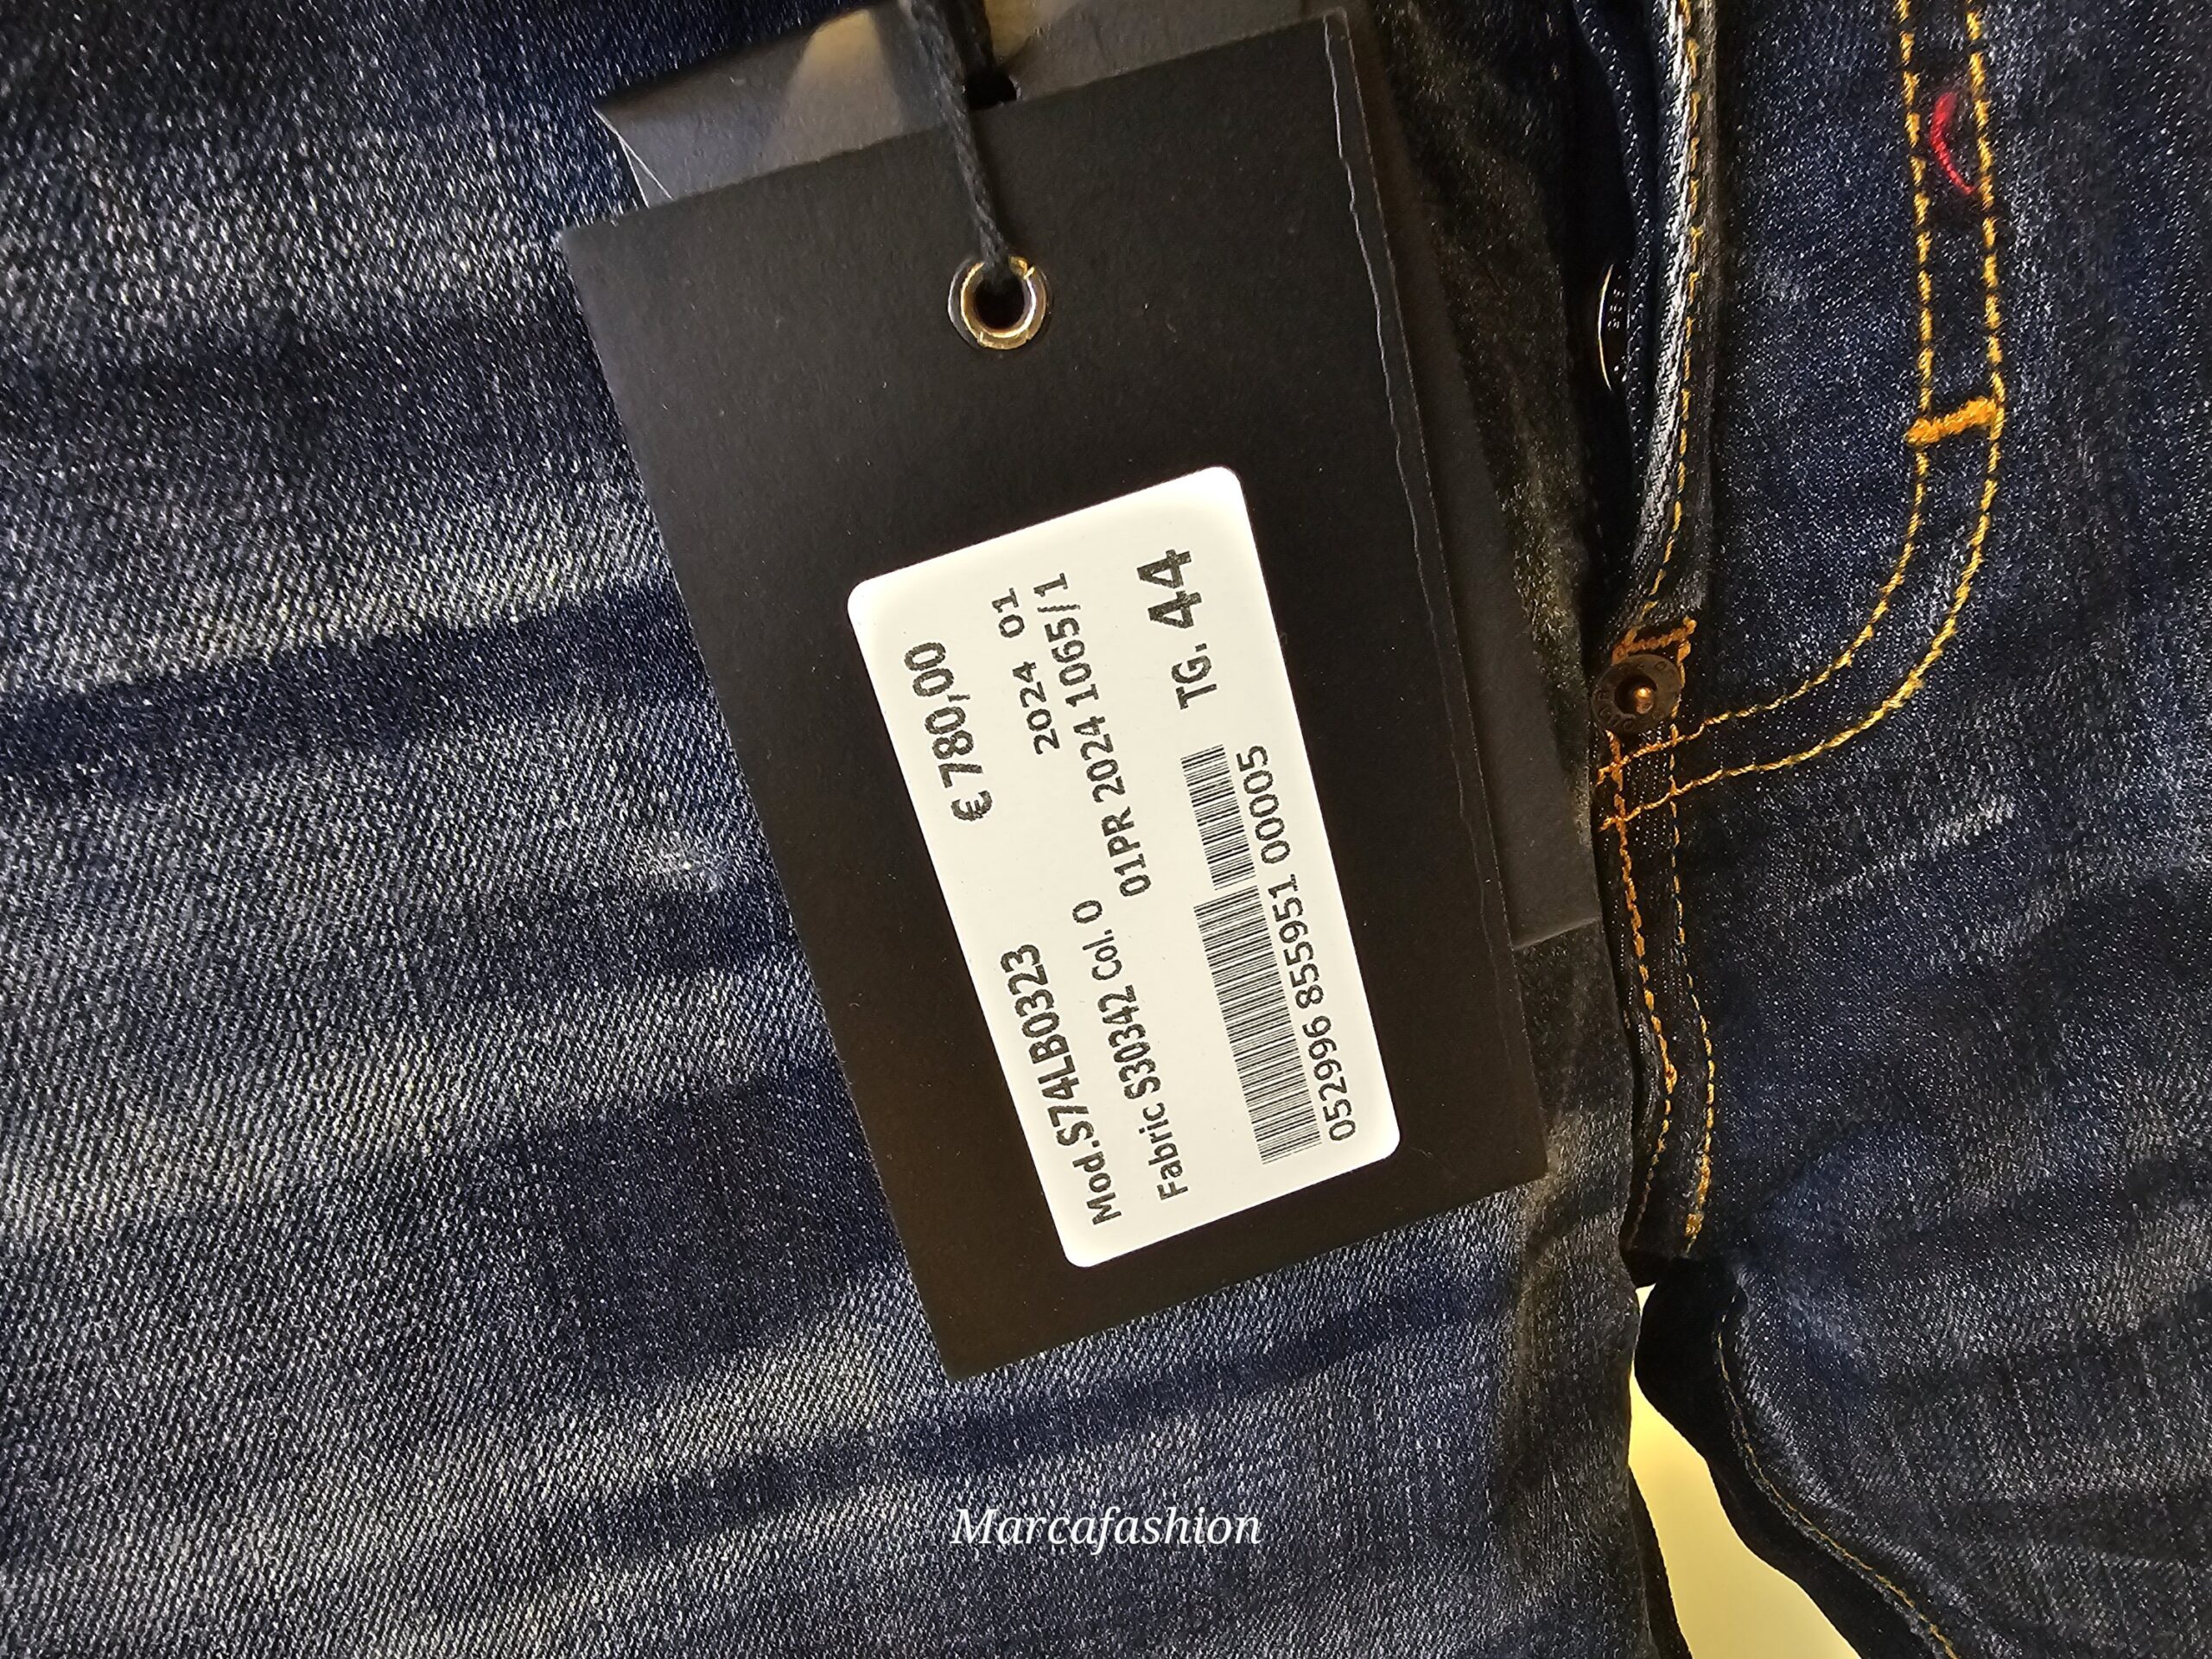 € 780,00
Mod.S74LB0323
2024 01
Fabric S30342 Col. 0
01PR 2024 1065/1
TG. 44
052996 8559951 00005
Marcafashion